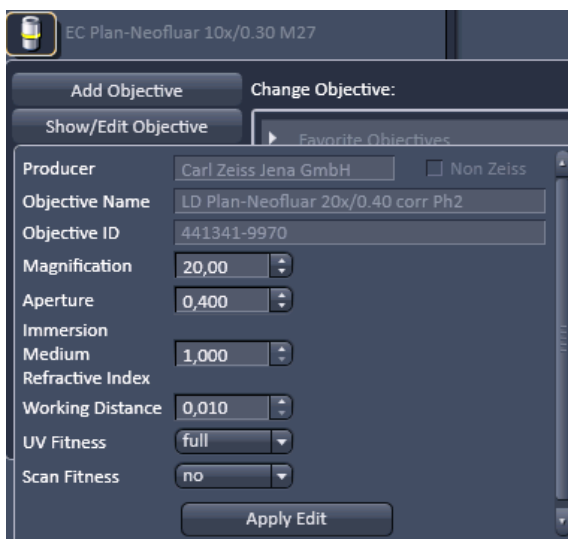 EC Plan-Neofluar 10x/0.30 M27
Add Objective
Change Objective:
Show/Edit Objective
Favorite Objectives
Producer Carl Zeiss Jena GmbH Non Zeiss
Objective Name LD Plan-Neofluar 20x/0.40 corr Ph2
Objective ID 441341-9970
Magnification 20,00
Aperture 0,400
Immersion
Medium 1,000
Refractive Index
Working Distance 0,010
UV Fitness full
Scan Fitness no
Apply Edit